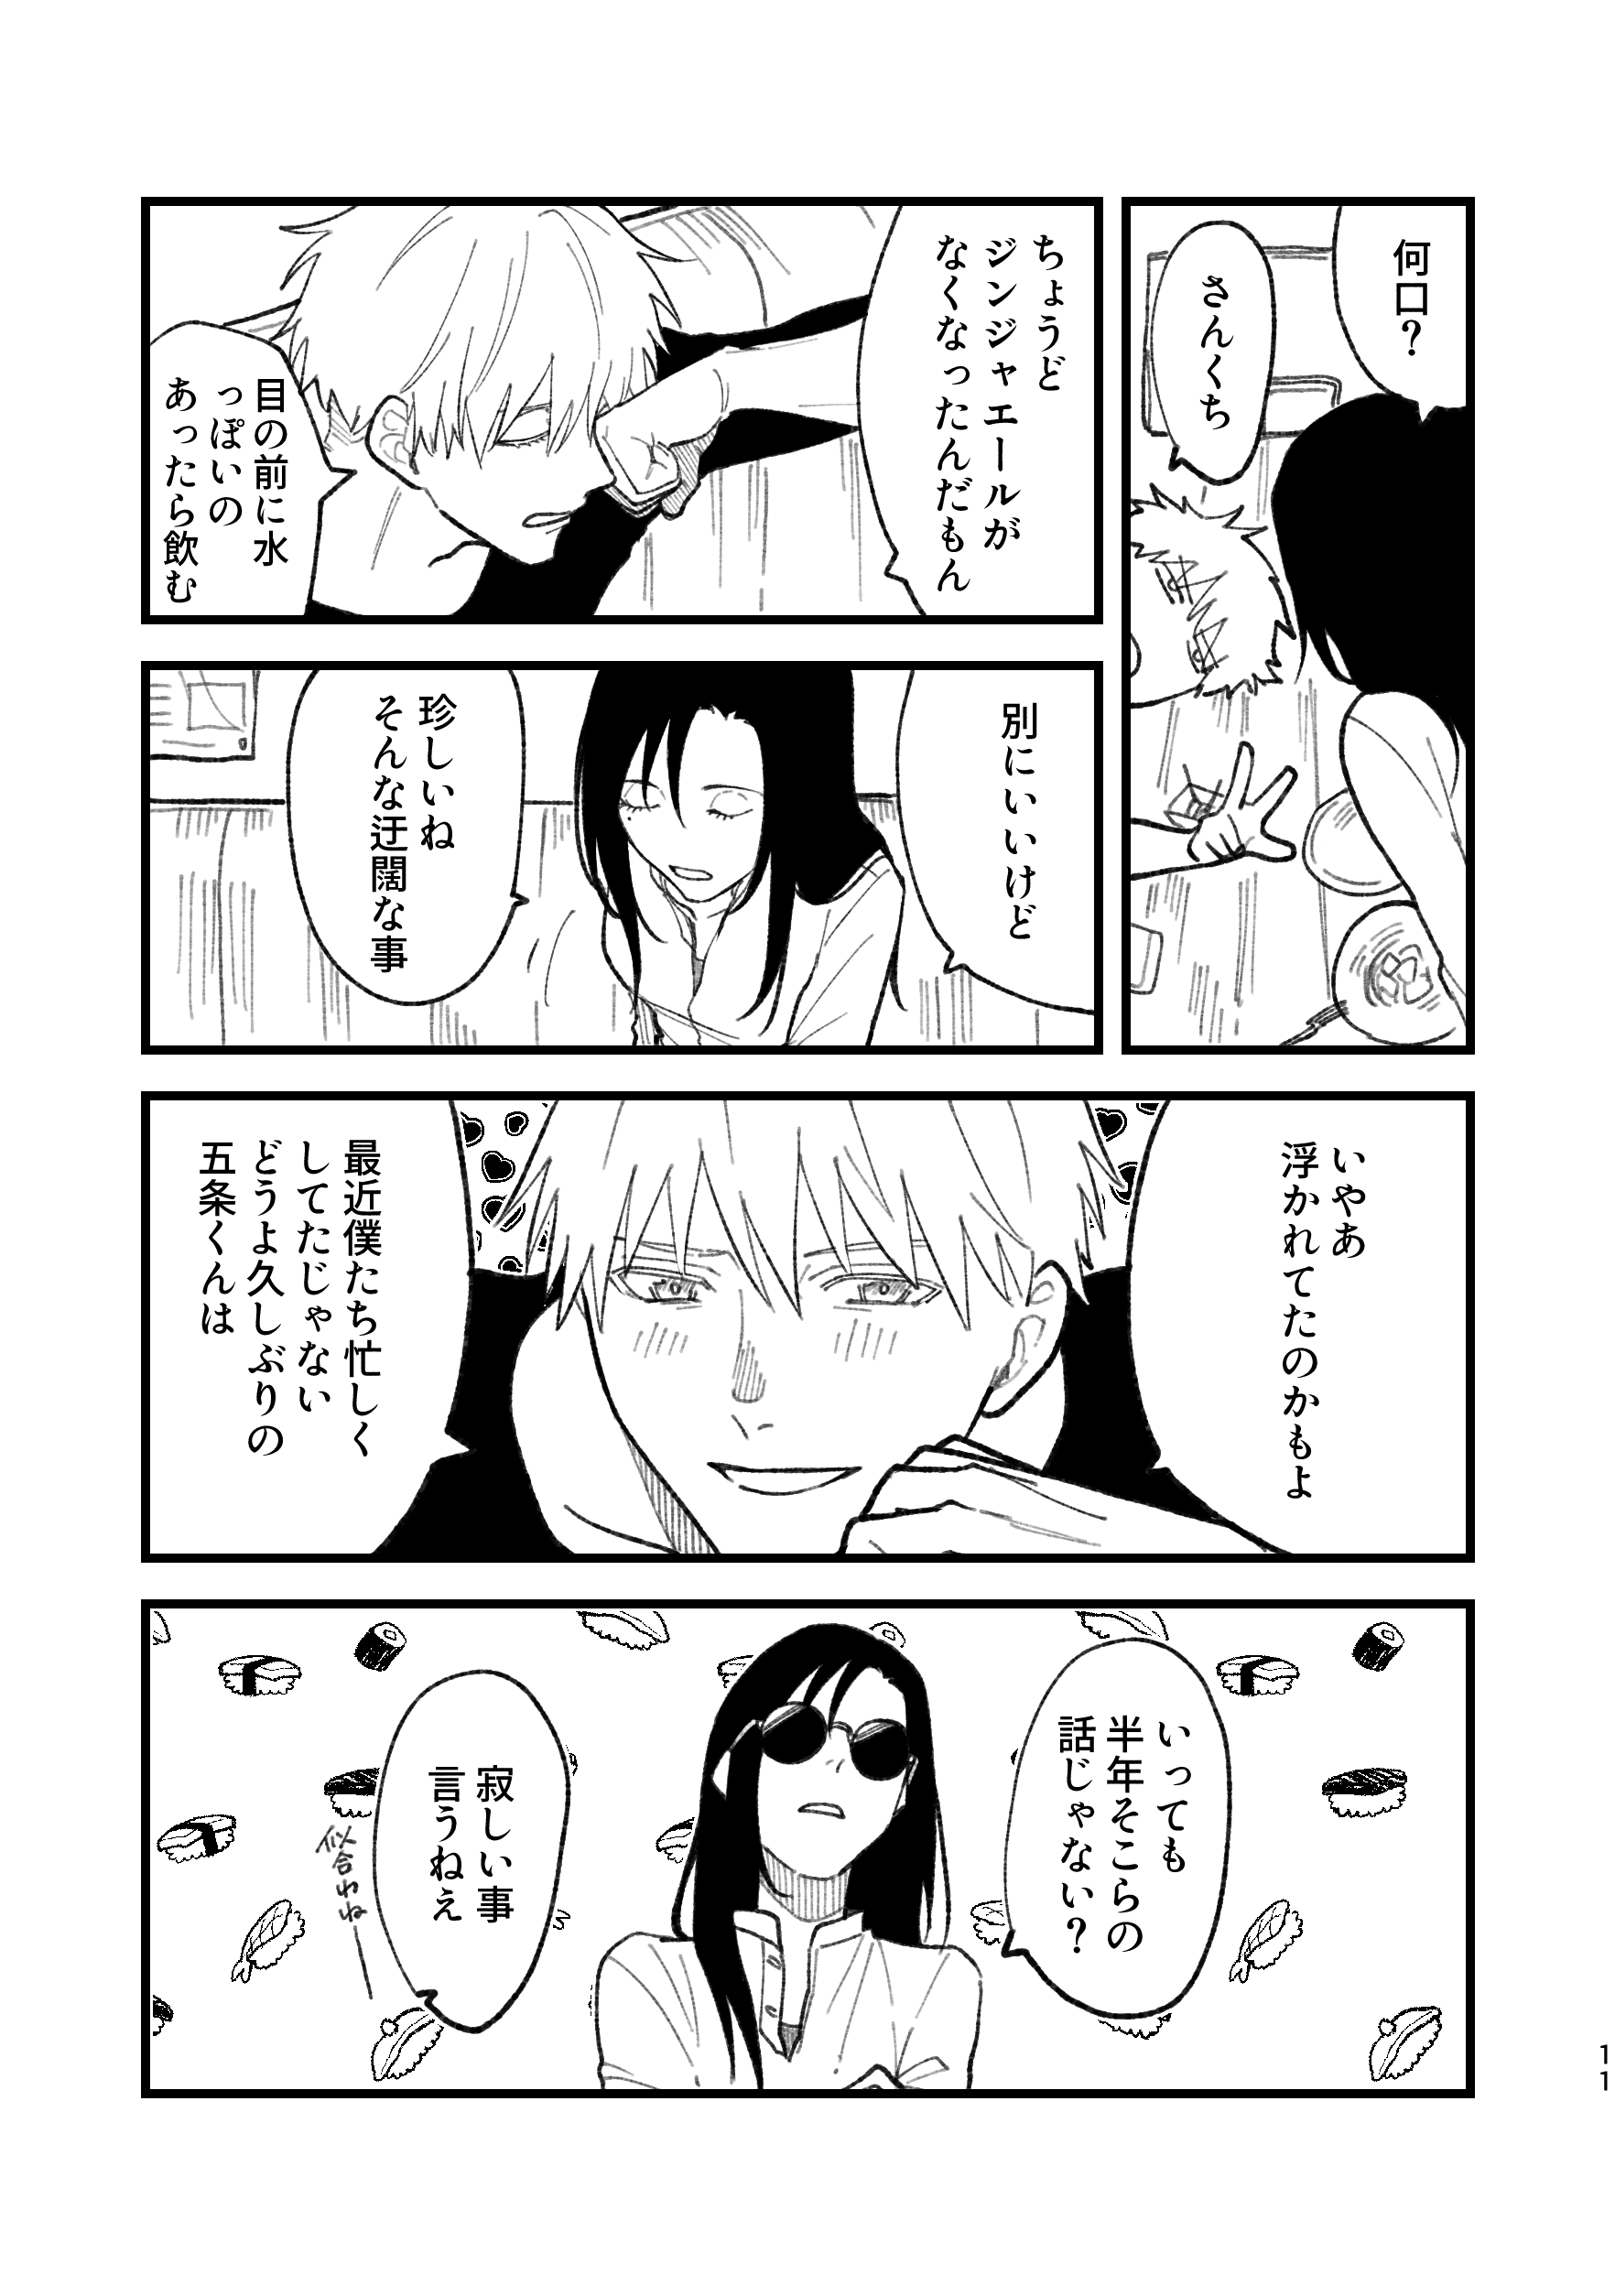 何口？
さんくち
ちょうど
ジンジャエールが
なくなったんだもん
目の前に水
っぽいの
あったら飲む
別にいいけど
珍しいね
そんな迂闊な事
いやあ
浮かれてたのかもよ
最近僕たち忙しく
してたじゃない
どうよ久しぶりの
五条くんは
いっても
半年そこらの
話じゃない？
寂しい事
言うねえ
似合わねー
11